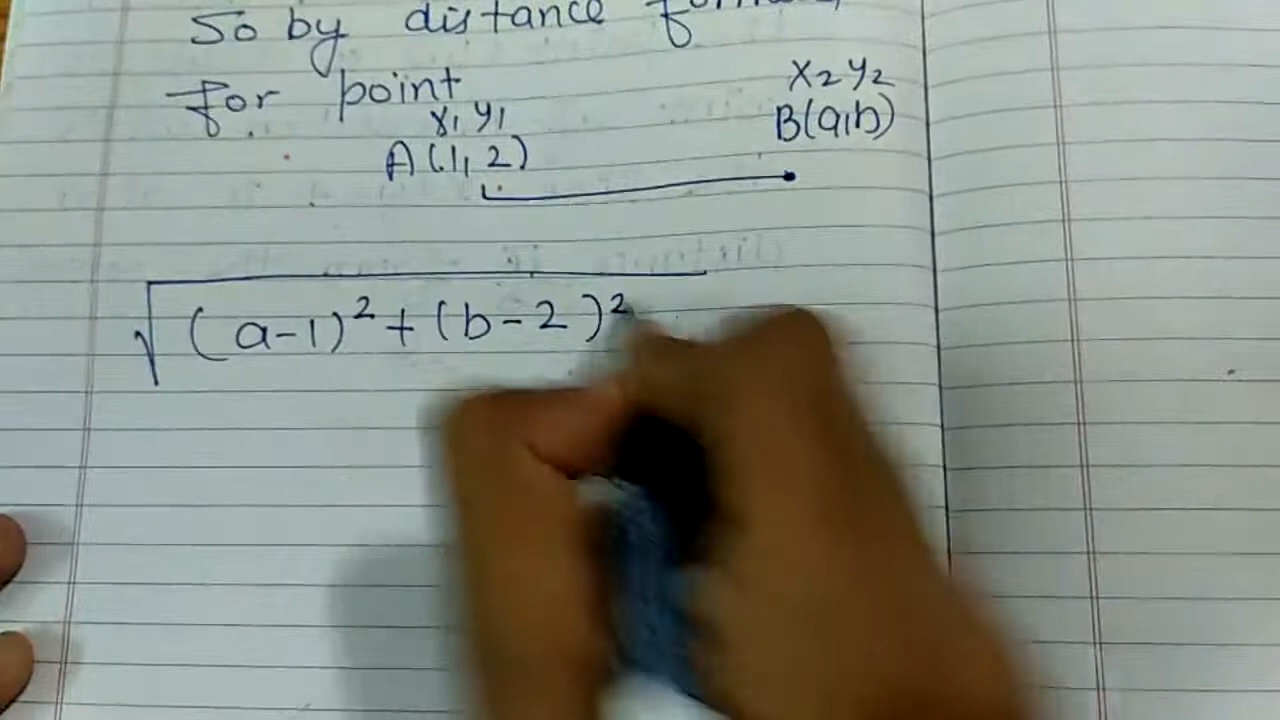 So by distance
for point
x₁ y₁
x₂ y₂
A(1, 2)
B(a,b)
√(a-1)² + (b-2)²